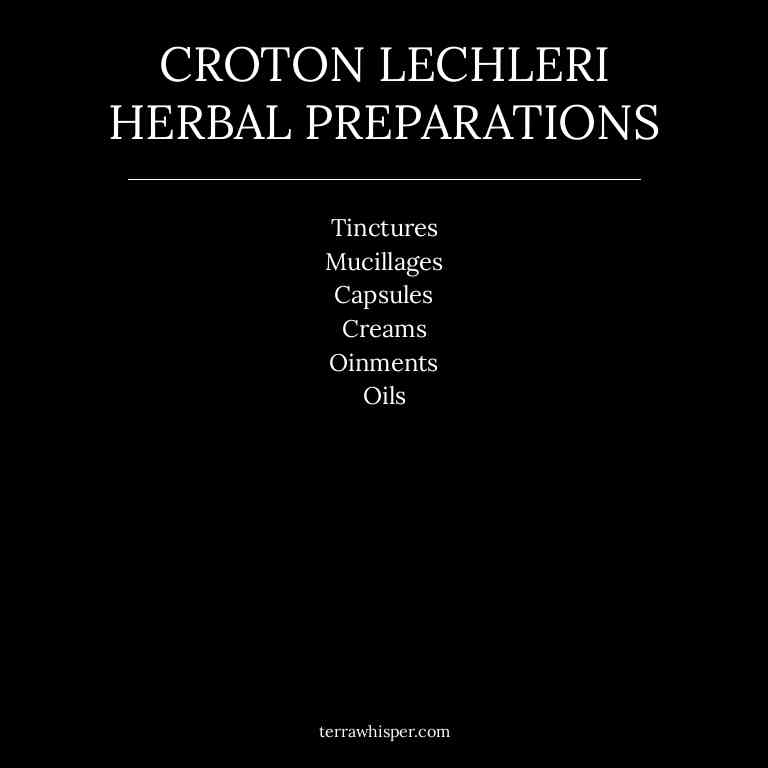 CROTON LECHLERI
HERBAL PREPARATIONS
Tinctures
Mucillages
Capsules
Creams
Oinments
Oils
terrawhisper.com